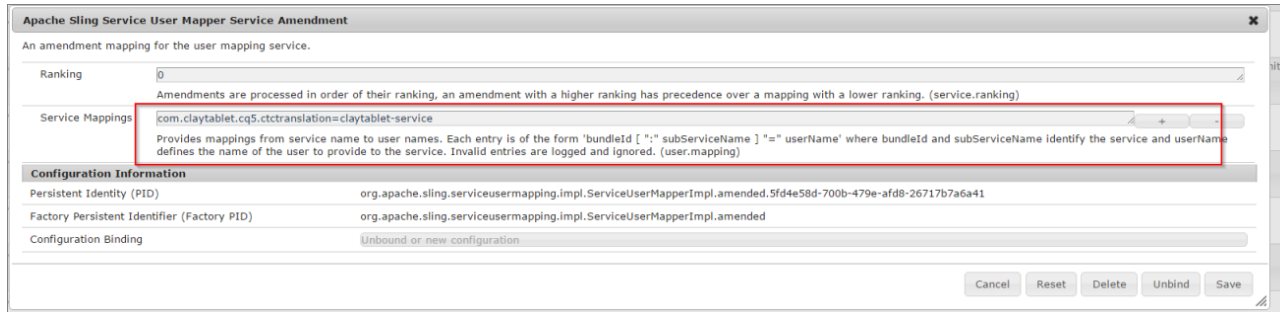 Apache Sling Service User Mapper Service Amendment
An amendment mapping for the user mapping service.
Ranking
0
Amendments are processed in order of their ranking, an amendment with a higher ranking has precedence over a mapping with a lower ranking. (service.ranking)
Service Mappings
com.claytablet.cq5.ctctranslation=claytablet-service
+ -
Provides mappings from service name to user names. Each entry is of the form 'bundleId [ ":" subServiceName ] "=" userName' where bundleId and subServiceName identify the service and userName
defines the name of the user to provide to the service. Invalid entries are logged and ignored. (user.mapping)
Configuration Information
Persistent Identity (PID) org.apache.sling.serviceusermapping.impl.ServiceUserMapperImpl.amended.5fd4e58d-700b-479e-afd8-26717b7a6a41
Factory Persistent Identifier (Factory PID) org.apache.sling.serviceusermapping.impl.ServiceUserMapperImpl.amended
Configuration Binding Unbound or new configuration
Cancel Reset Delete Unbind Save